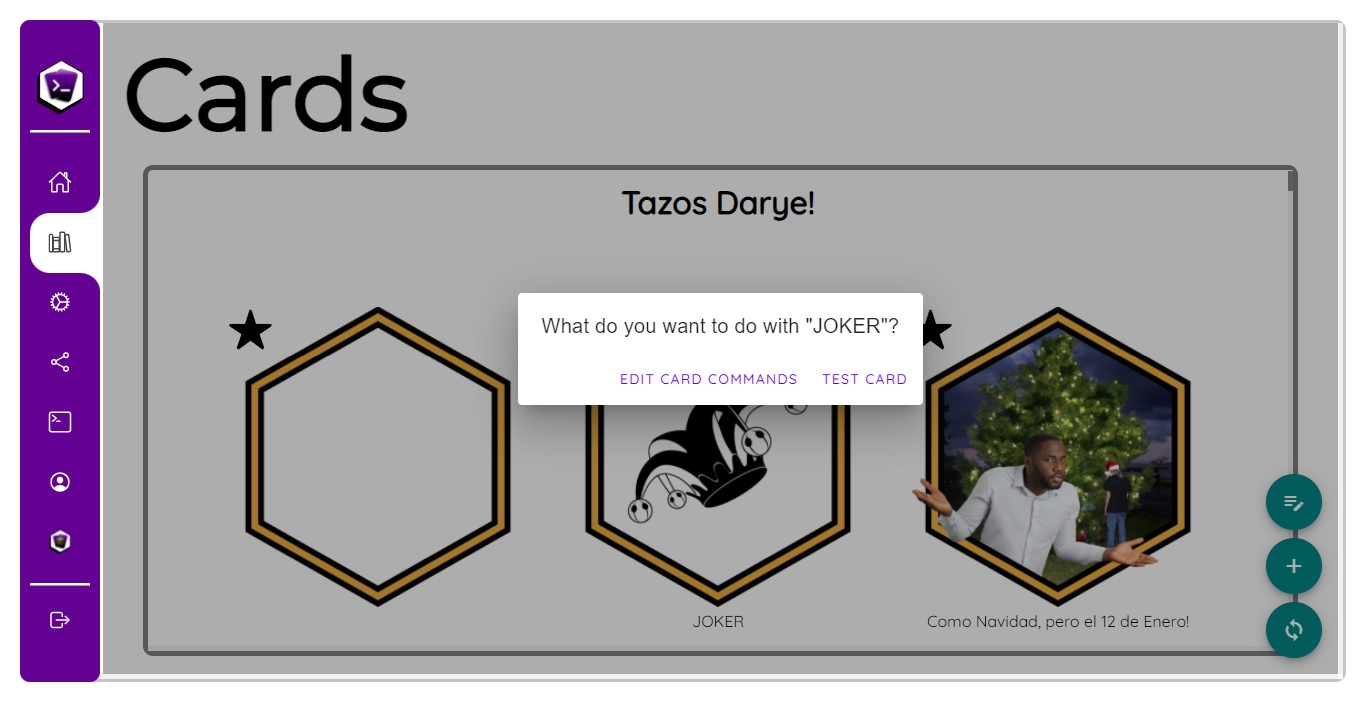 Cards
Tazos Darye!
What do you want to do with "JOKER"?
EDIT CARD COMMANDS TEST CARD
JOKER
Como Navidad, pero el 12 de Enero!